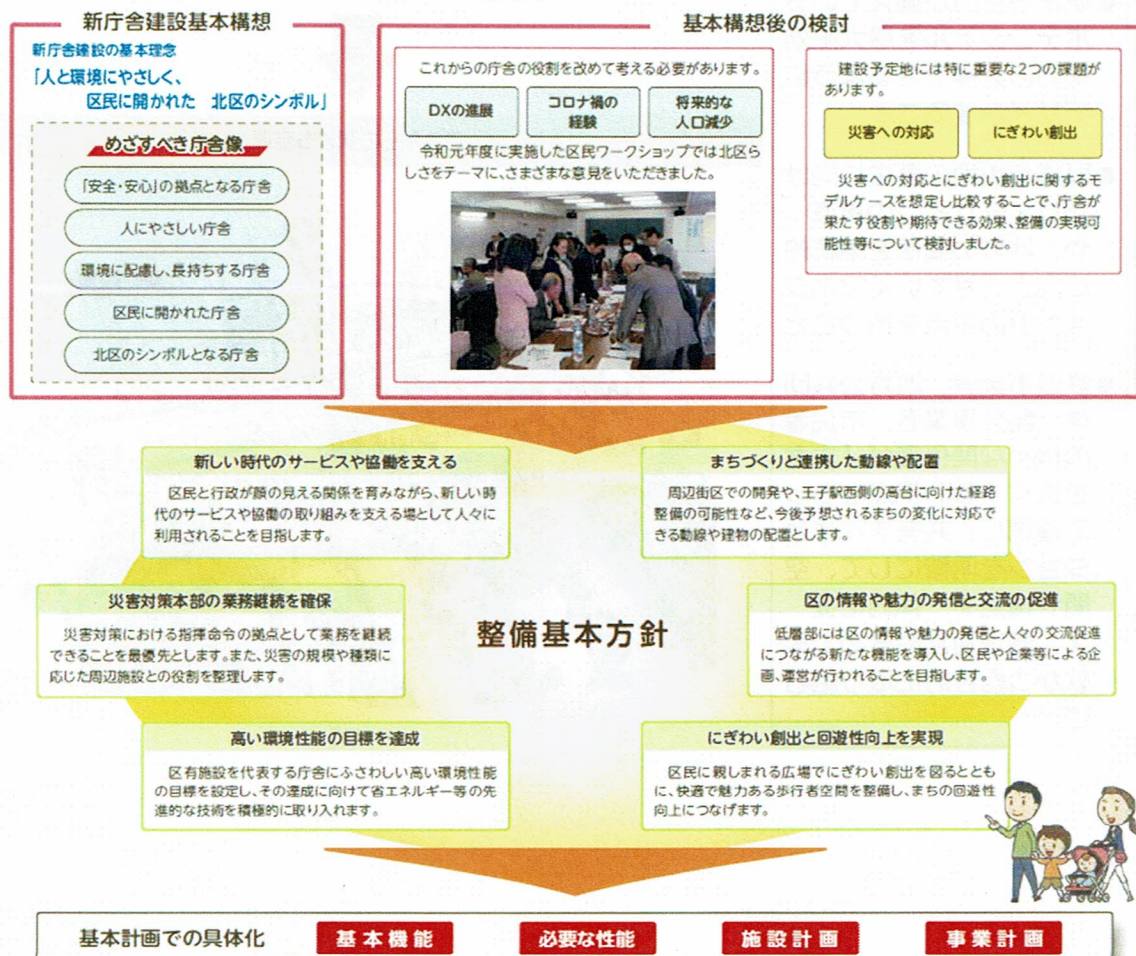 新庁舎建設基本構想
新庁舎建設の基本理念
「人と環境にやさしく、
区民に開かれた 北区のシンボル」
めざすべき庁舎像
「安全・安心」の拠点となる庁舎
人にやさしい庁舎
環境に配慮し、長持ちする庁舎
区民に開かれた庁舎
北区のシンボルとなる庁舎
基本構想後の検討
これからの庁舎の役割を改めて考える必要があります。
DXの進展
コロナ禍の
経験
将来的な
人口減少
令和元年度に実施した区民ワークショップでは北区ら
しさをテーマに、さまざまな意見をいただきました。
建設予定地には特に重要な2つの課題が
あります。
災害への対応
にぎわい創出
災害への対応とにぎわい創出に関するモ
デルケースを想定し比較することで、庁舎が
果たす役割や期待できる効果、整備の実現可
能性等について検討しました。
新しい時代のサービスや協働を支える
区民と行政が顔の見える関係を育みながら、新しい時
代のサービスや協働の取り組みを支える場として人々に
利用されることを目指します。
まちづくりと連携した動線や配置
周辺街区での開発や、王子駅西側の高台に向けた経路
整備の可能性など、今後予想されるまちの変化に対応で
きる動線や建物の配置とします。
災害対策本部の業務継続を確保
災害対策における指揮命令の拠点として業務を継続
できることを最優先とします。また、災害の規模や種類に
応じた周辺施設との役割を整理します。
整備基本方針
区の情報や魅力の発信と交流の促進
低層部には区の情報や魅力の発信と人々の交流促進
につながる新たな機能を導入し、区民や企業等による企
画、運営が行われることを目指します。
高い環境性能の目標を達成
区有施設を代表する庁舎にふさわしい高い環境性能
の目標を設定し、その達成に向けて省エネルギー等の先
進的な技術を積極的に取り入れます。
にぎわい創出と回遊性向上を実現
区民に親しまれる広場でにぎわい創出を図るととも
に、快適で魅力ある歩行者空間を整備し、まちの回遊性
向上につなげます。
基本計画での具体化
基本機能
必要な性能
施設計画
事業計画